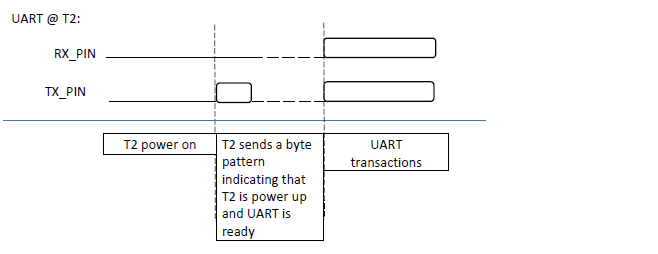 UART @ T2:
RX_PIN
TX_PIN
T2 power on
T2 sends a byte
pattern
indicating that
T2 is power up
and UART is
ready
UART
transactions